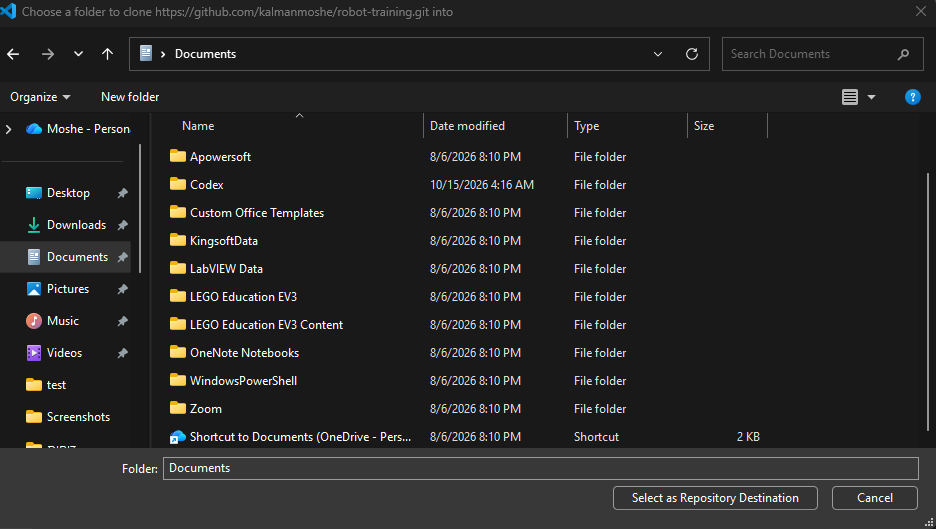 Choose a folder to clone https://github.com/kalmanmoshe/robot-training.git into
Documents
Search Documents
Organize
New folder
?
Moshe - Persona
Desktop
Downloads
Documents
Pictures
Music
Videos
test
Screenshots
Name Date modified Type Size
Apowersoft 8/6/2026 8:10 PM File folder
Codex 10/15/2026 4:16 AM File folder
Custom Office Templates 8/6/2026 8:10 PM File folder
KingsoftData 8/6/2026 8:10 PM File folder
LabVIEW Data 8/6/2026 8:10 PM File folder
LEGO Education EV3 8/6/2026 8:10 PM File folder
LEGO Education EV3 Content 8/6/2026 8:10 PM File folder
OneNote Notebooks 8/6/2026 8:10 PM File folder
WindowsPowerShell 8/6/2026 8:10 PM File folder
Zoom 8/6/2026 8:10 PM File folder
Shortcut to Documents (OneDrive - Pers... 8/6/2026 8:10 PM Shortcut 2 KB
Folder: Documents
Select as Repository Destination
Cancel